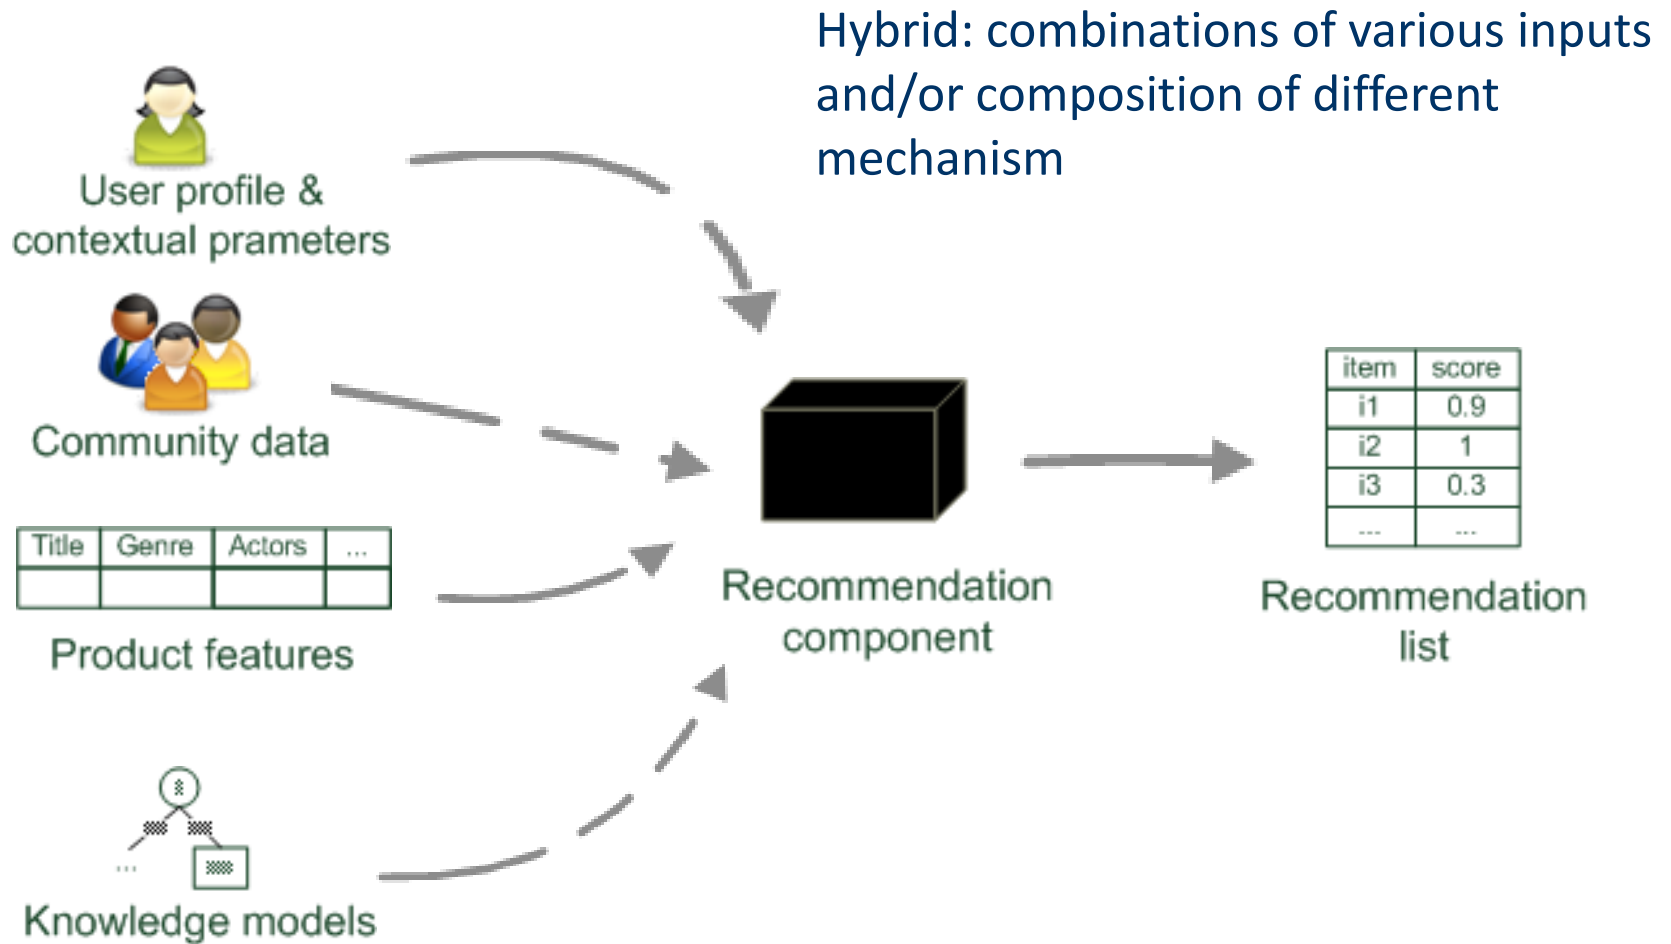 Hybrid: combinations of various inputs
and/or composition of different
mechanism
User profile &
contextual prameters
Community data
Title Genre Actors ...
Product features
...
Knowledge models
Recommendation
component
item score
i1 0.9
i2 1
i3 0.3
... ...
Recommendation
list